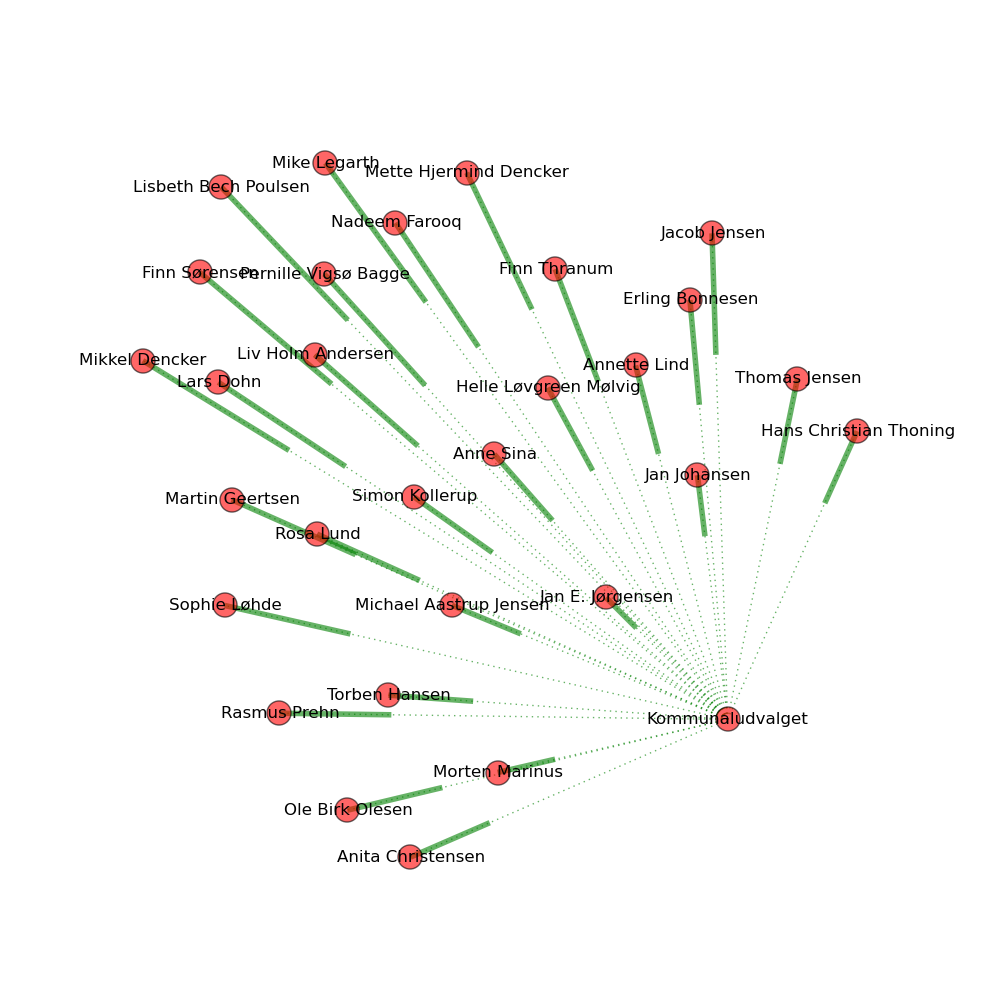 Mike Legarth
Mette Hjermind Dencker
Lisbeth Bech Poulsen
Nadeem Farooq
Jacob Jensen
Finn Thranum
Finn Sørensen
Pernille Vigsø Bagge
Erling Bonnesen
Liv Holm Andersen
Mikkel Dencker
Annette Lind
Thomas Jensen
Lars Dohn
Helle Løvgreen Mølvig
Hans Christian Thoning
Anne Sina
Jan Johansen
Simon Kollerup
Martin Geertsen
Rosa Lund
Jan E. Jørgensen
Sophie Løhde
Michael Aastrup Jensen
Torben Hansen
Rasmus Prehn
Kommunaludvalget
Morten Marinus
Ole Birk Olesen
Anita Christensen